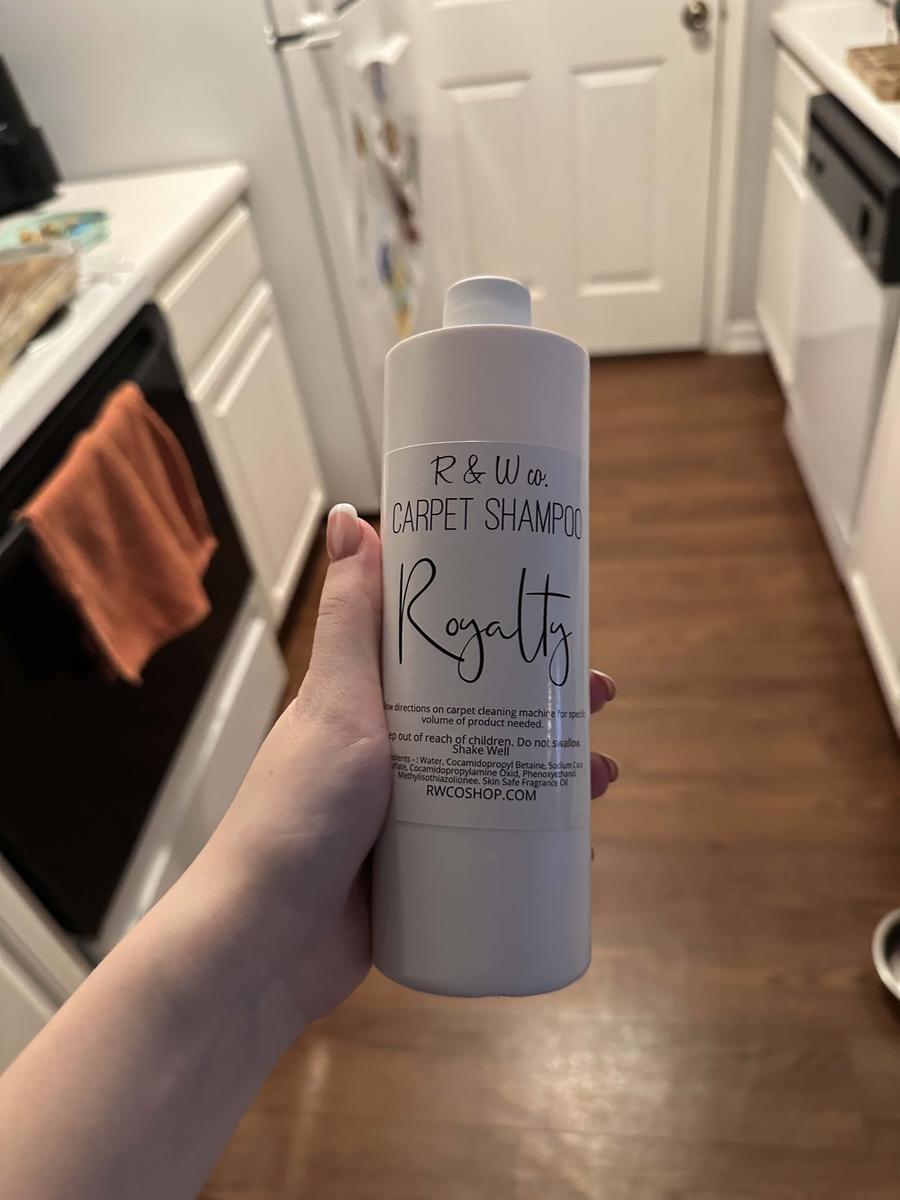 R & W co.
CARPET SHAMPOO
Royalty
directions on carpet cleaning machine for
volume of product needed.
out of reach of children. Do not swallow.
Shake Well
Water, Cocamidopropyl Betaine, Sodium Coco
Cocamidopropylamine Oxid, Phenoxyethanol,
Methylisothiazolionee. Skin Safe Fragrance Oil
RWCOSHOP.COM